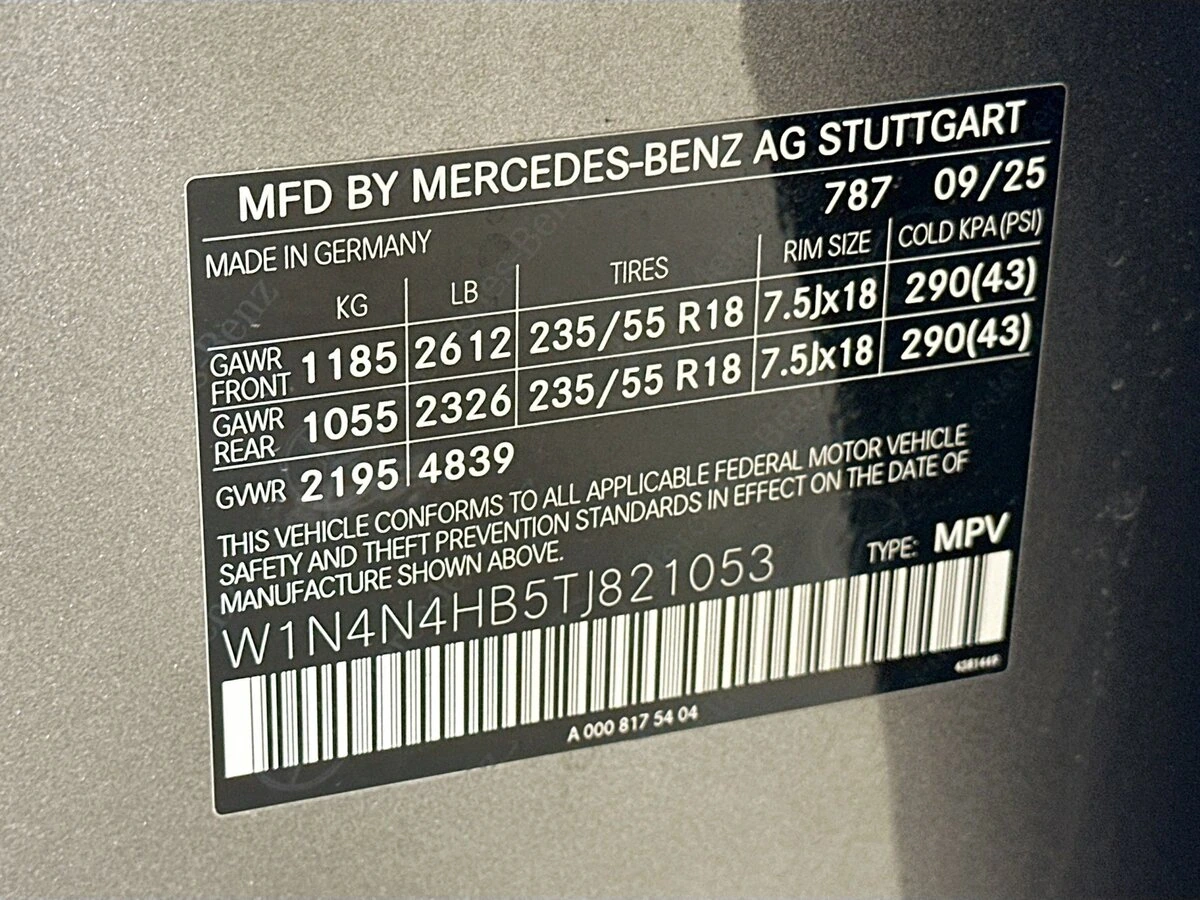 MFD BY MERCEDES-BENZ AG STUTTGART
MADE IN GERMANY 787 09/25
KG LB TIRES RIM SIZE COLD KPA (PSI)
GAWR FRONT 1185 2612 235/55 R18 7.5Jx18 290(43)
GAWR REAR 1055 2326 235/55 R18 7.5Jx18 290(43)
GVWR 2195 4839
THIS VEHICLE CONFORMS TO ALL APPLICABLE FEDERAL MOTOR VEHICLE
SAFETY AND THEFT PREVENTION STANDARDS IN EFFECT ON THE DATE OF
MANUFACTURE SHOWN ABOVE.
TYPE: MPV
W1N4N4HB5TJ821053
A 000 817 54 04